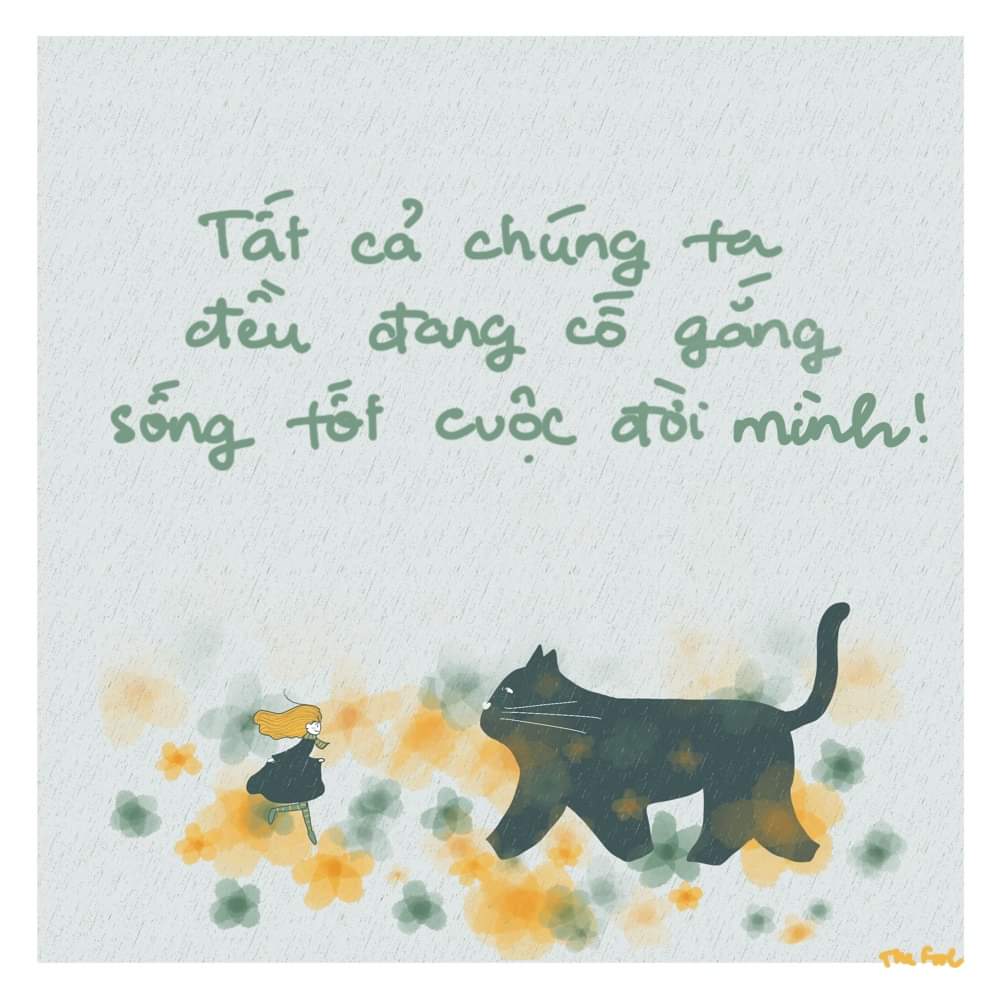 Tất cả chúng ta
đều đang cố gắng
sống tốt cuộc đời mình!
The Fool